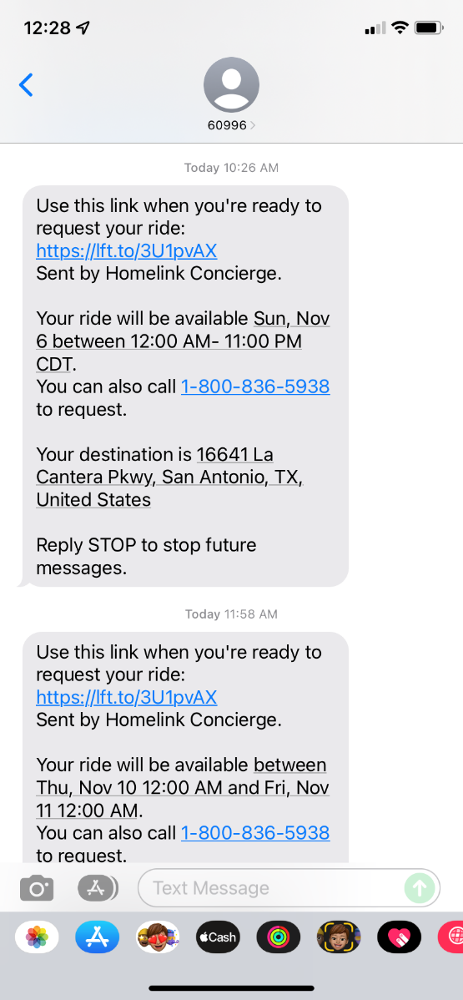 12:28
60996
Today 10:26 AM
Use this link when you're ready to
request your ride:
https://lft.to/3U1pvAX
Sent by Homelink Concierge.
Your ride will be available Sun, Nov
6 between 12:00 AM- 11:00 PM
CDT.
You can also call 1-800-836-5938
to request.
Your destination is 16641 La
Cantera Pkwy, San Antonio, TX,
United States
Reply STOP to stop future
messages.
Today 11:58 AM
Use this link when you're ready to
request your ride:
https://lft.to/3U1pvAX
Sent by Homelink Concierge.
Your ride will be available between
Thu, Nov 10 12:00 AM and Fri, Nov
11 12:00 AM.
You can also call 1-800-836-5938
to request.
Text Message
Cash